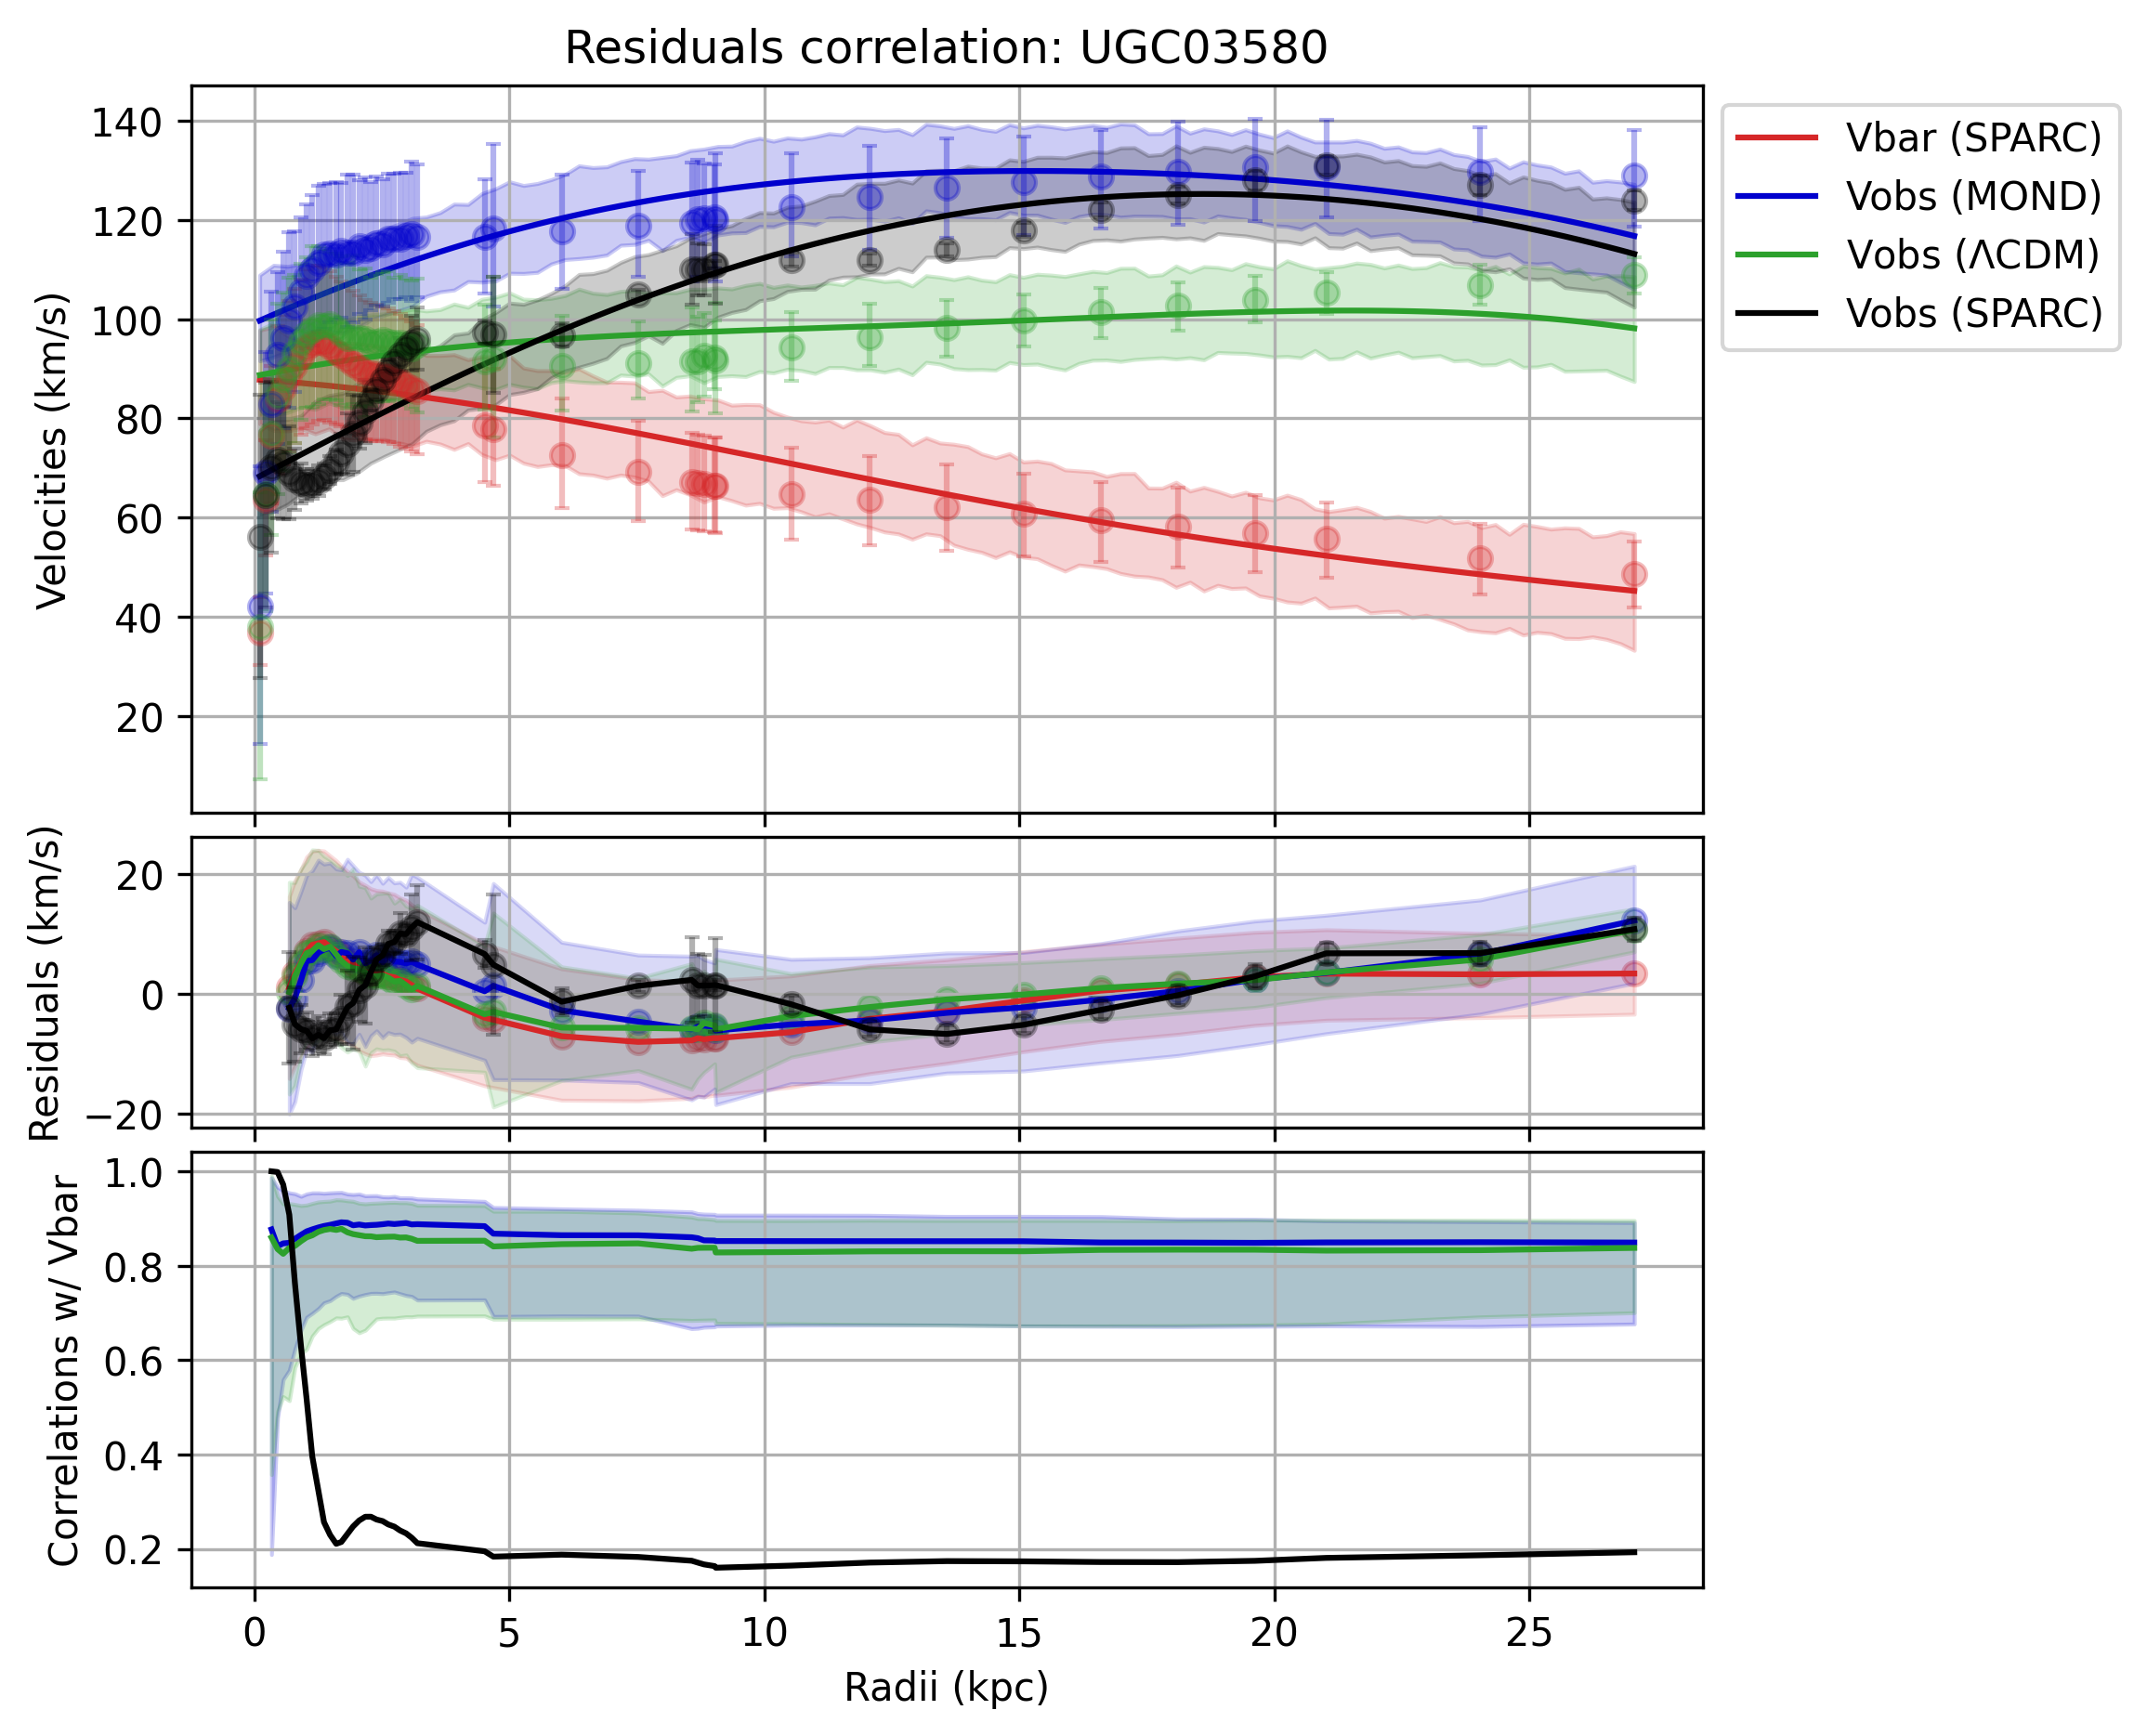 Residuals correlation: UGC03580
140
120
100
80
60
40
20
Velocities (km/s)
Vbar (SPARC)
Vobs (MOND)
Vobs (ΛCDM)
Vobs (SPARC)
20
0
−20
Residuals (km/s)
1.0
0.8
0.6
0.4
0.2
Correlations w/ Vbar
0 5 10 15 20 25
Radii (kpc)